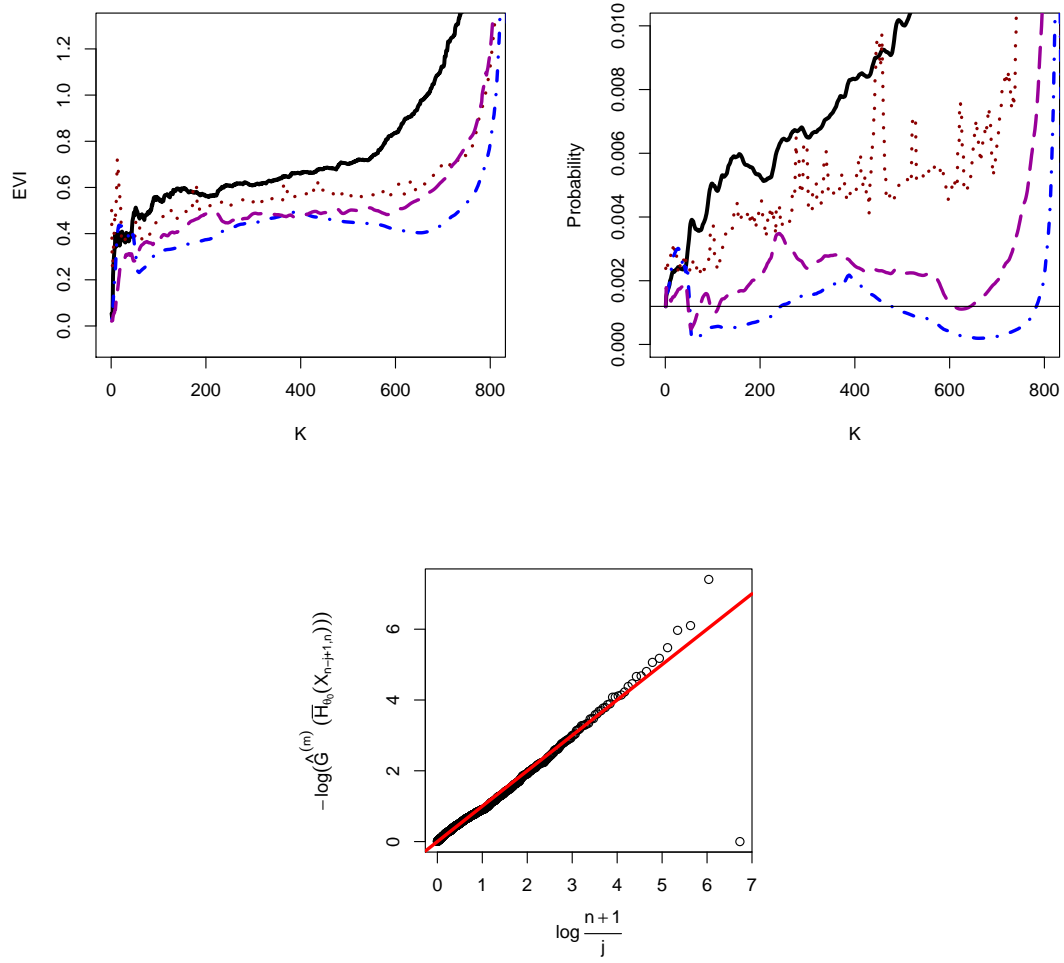 EVI
0.0 0.2 0.4 0.6 0.8 1.0 1.2
0 200 400 600 800
K
Probability
0.000 0.002 0.004 0.006 0.008 0.010
0 200 400 600 800
K
−log(Ĝ^(m)(H̅_θ₀(X_n−j+1,n)))
0 2 4 6
0 1 2 3 4 5 6 7
log (n + 1)/j